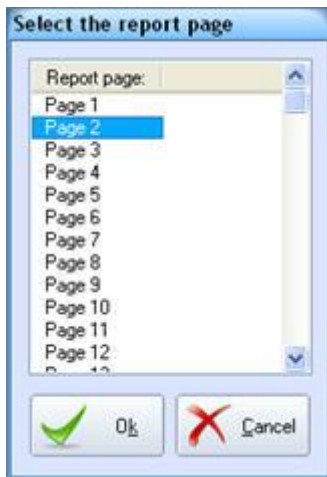 Select the report page
Report page:
Page 1
Page 2
Page 3
Page 4
Page 5
Page 6
Page 7
Page 8
Page 9
Page 10
Page 11
Page 12
Ok
Cancel